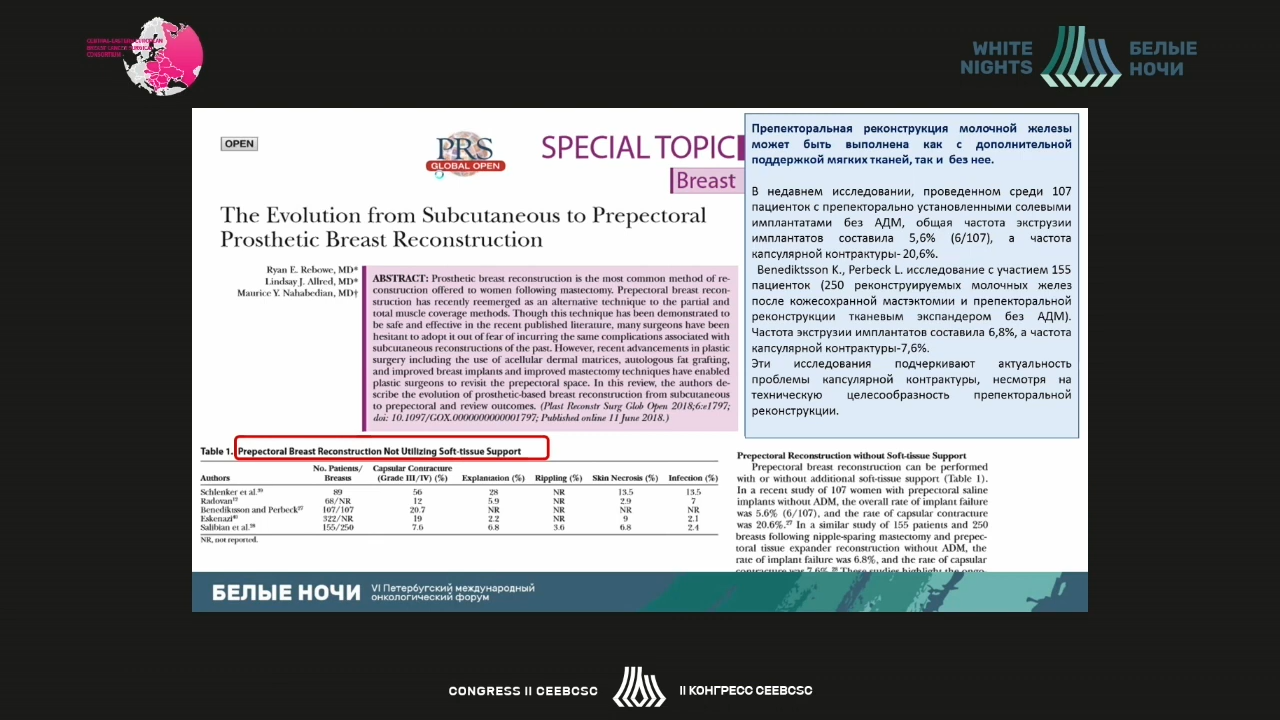 CENTRAL-EASTERN EUROPEAN
BREAST CANCER SURGICAL
CONSORTIUM
WHITE
NIGHTS
БЕЛЫЕ
НОЧИ
OPEN
PRS
GLOBAL OPEN
SPECIAL TOPIC
Breast
The Evolution from Subcutaneous to Prepectoral
Prosthetic Breast Reconstruction
Ryan E. Rebowe, MD*
Lindsay J. Allred, MD*
Maurice Y. Nahabedian, MD†
ABSTRACT: Prosthetic breast reconstruction is the most common method of re-
construction offered to women following mastectomy. Prepectoral breast recon-
struction has recently reemerged as an alternative technique to the partial and
total muscle coverage methods. Though this technique has been demonstrated to
be safe and effective in the recent published literature, many surgeons have been
hesitant to adopt it out of fear of incurring the same complications associated with
subcutaneous reconstructions of the past. However, recent advancements in plastic
surgery including the use of acellular dermal matrices, autologous fat grafting,
and improved breast implants and improved mastectomy techniques have enabled
plastic surgeons to revisit the prepectoral space. In this review, the authors de-
scribe the evolution of prosthetic-based breast reconstruction from subcutaneous
to prepectoral and review outcomes. (Plast Reconstr Surg Glob Open 2018;6:e1797;
doi: 10.1097/GOX.0000000000001797; Published online 11 June 2018.)
Препекторальная реконструкция молочной железы
может быть выполнена как с дополнительной
поддержкой мягких тканей, так и без нее.
В недавнем исследовании, проведенном среди 107
пациенток с препекторально установленными солевыми
имплантатами без АДМ, общая частота экструзии
имплантатов составила 5,6% (6/107), а частота
капсулярной контрактуры- 20,6%.
Benediktsson K., Perbeck L. исследование с участием 155
пациенток (250 реконструируемых молочных желез
после кожесохранной мастэктомии и препекторальной
реконструкции тканевым экспандером без АДМ).
Частота экструзии имплантатов составила 6,8%, а частота
капсулярной контрактуры-7,6%.
Эти исследования подчеркивают актуальность
проблемы капсулярной контрактуры, несмотря на
техническую целесообразность препекторальной
реконструкции.
Table 1. Prepectoral Breast Reconstruction Not Utilizing Soft-tissue Support
Authors No. Patients/ Breasts Capsular Contracture (Grade III/IV) (%) Explantation (%) Rippling (%) Skin Necrosis (%) Infection (%)
Schlenker et al. 89 56 28 NR 13.5 13.5
Radovan 68/NR 12 5.9 NR 2.9 7
Benediktsson and Perbeck 107/107 20.7 NR NR NR NR
Eskenazi 322/NR 19 2.2 NR 9 2.1
Salibian et al. 155/250 7.6 6.8 3.6 6.8 2.4
NR, not reported.
Prepectoral Reconstruction without Soft-tissue Support
Prepectoral breast reconstruction can be performed
with or without additional soft-tissue support (Table 1).
In a recent study of 107 women with prepectoral saline
implants without ADM, the overall rate of implant failure
was 5.6% (6/107), and the rate of capsular contracture
was 20.6%.27 In a similar study of 155 patients and 250
breasts following nipple-sparing mastectomy and prepec-
toral tissue expander reconstruction without ADM, the
rate of implant failure was 6.8%, and the rate of capsular
contracture was 7.6%.28 These studies highlight the ongo-
БЕЛЫЕ НОЧИ
VI Петербургский международный
онкологический форум
CONGRESS II CEEBCSC
II КОНГРЕСС CEEBCSC